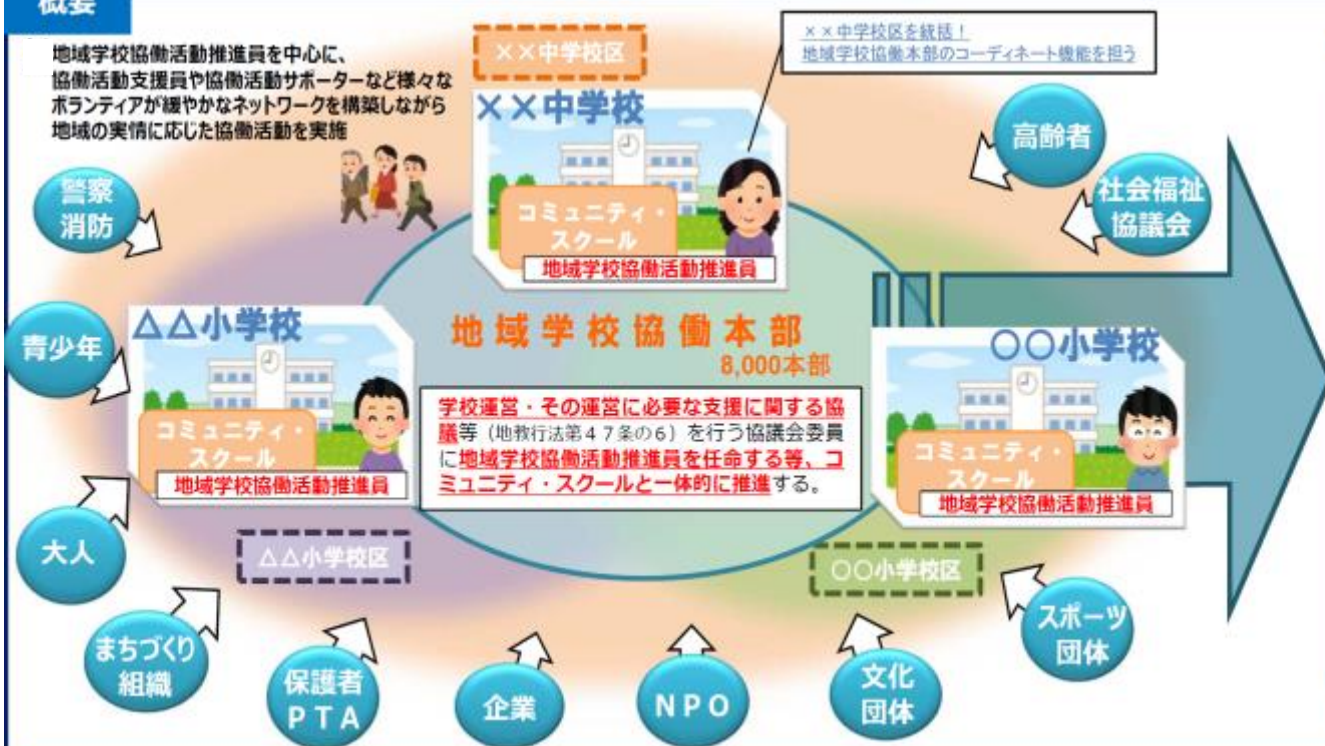 概要
地域学校協働活動推進員を中心に、
協働活動支援員や協働活動サポーターなど様々な
ボランティアが緩やかなネットワークを構築しながら
地域の実情に応じた協働活動を実施
××中学校区
××中学校区を統括！
地域学校協働本部のコーディネート機能を担う
××中学校
コミュニティ・
スクール
地域学校協働活動推進員
高齢者
社会福祉
協議会
警察
消防
青少年
△△小学校
コミュニティ・
スクール
地域学校協働活動推進員
地域学校協働本部
8,000本部
学校運営・その運営に必要な支援に関する協
議等（地教行法第４７条の６）を行う協議会委員
に地域学校協働活動推進員を任命する等、コ
ミュニティ・スクールと一体的に推進する。
〇〇小学校
コミュニティ・
スクール
地域学校協働活動推進員
大人
△△小学校区
〇〇小学校区
まちづくり
組織
保護者
ＰＴＡ
企業
ＮＰＯ
文化
団体
スポーツ
団体